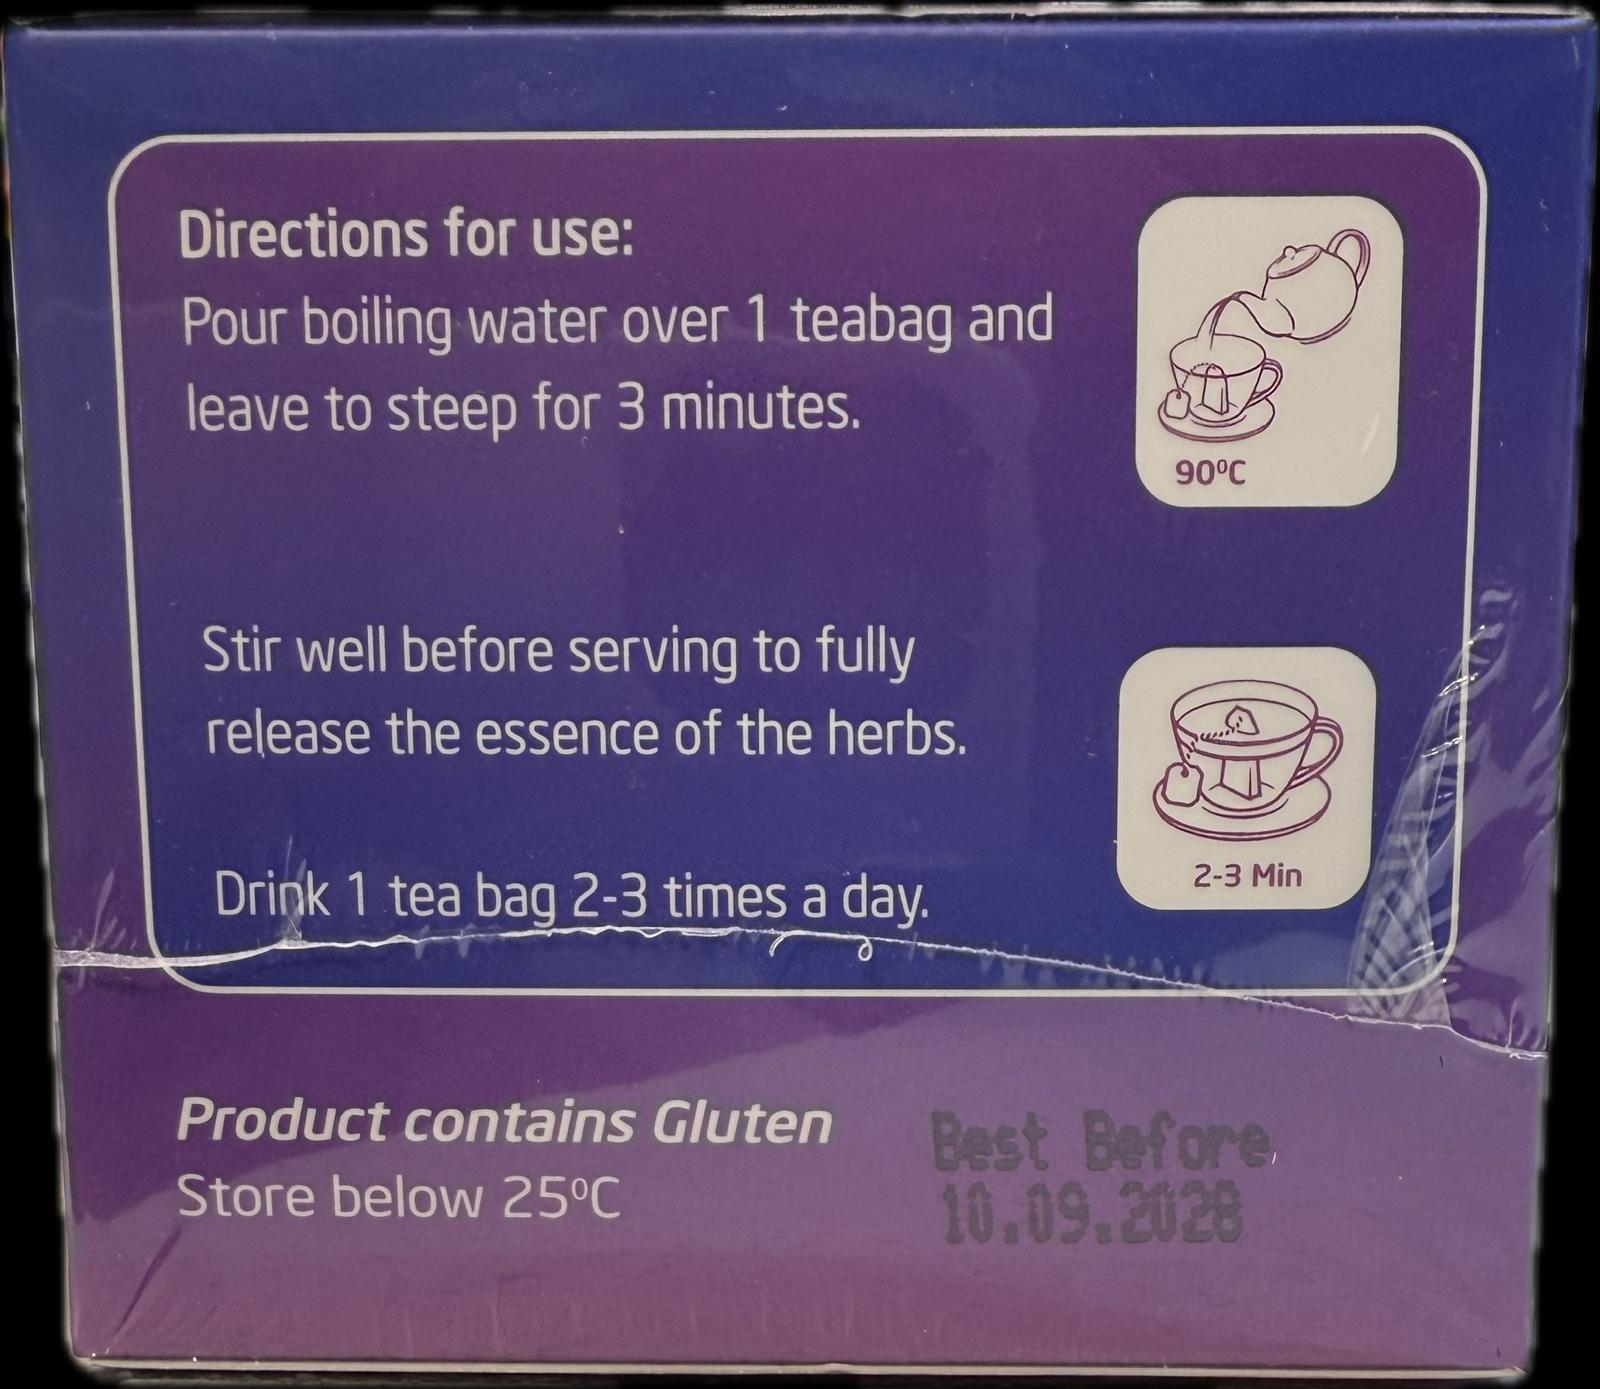 Directions for use:
Pour boiling water over 1 teabag and
leave to steep for 3 minutes.
90⁰C
Stir well before serving to fully
release the essence of the herbs.
2-3 Min
Drink 1 tea bag 2-3 times a day.
Product contains Gluten
Store below 25⁰C
Best Before
10.09.2028